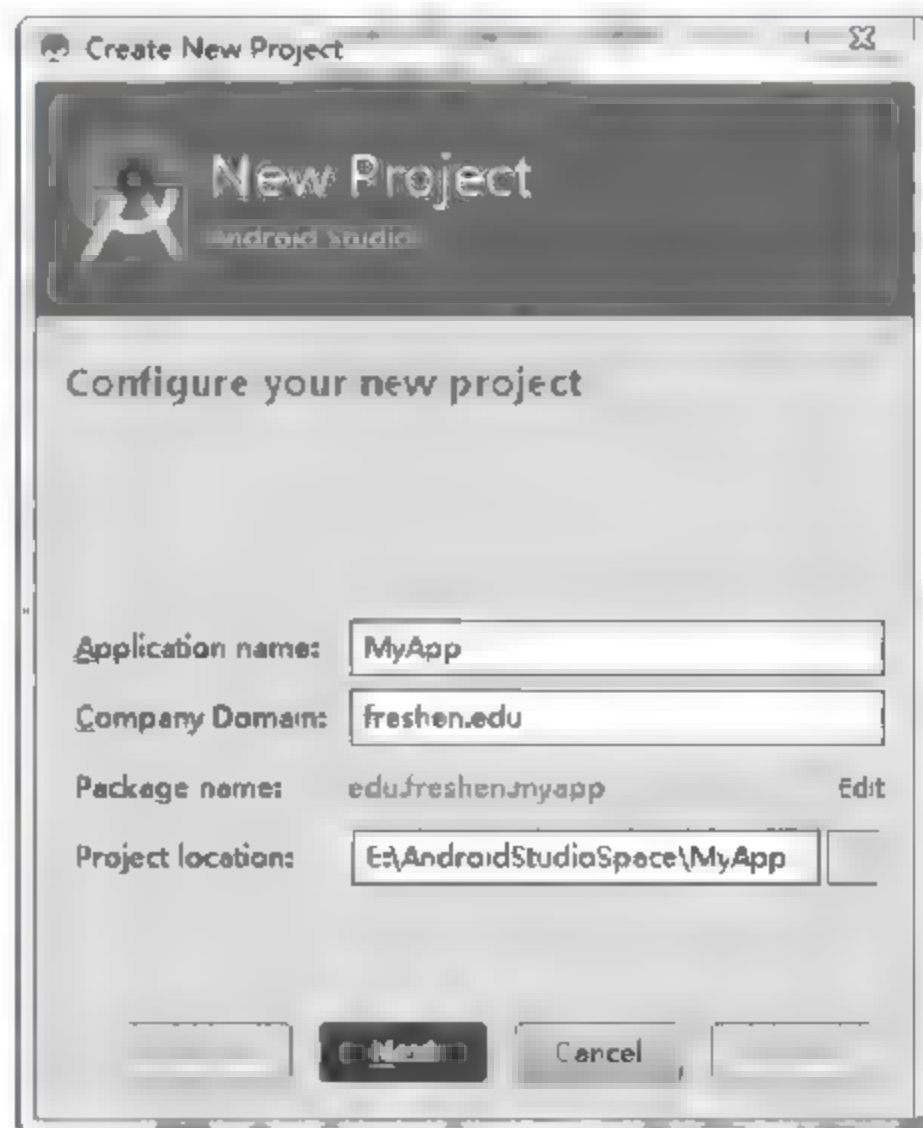 Create New Project
New Project
Android Studio
Configure your new project
Application name: MyApp
Company Domain: freshen.edu
Package name: edu.freshen.myapp Edit
Project location: E:\AndroidStudioSpace\MyApp
Next Cancel